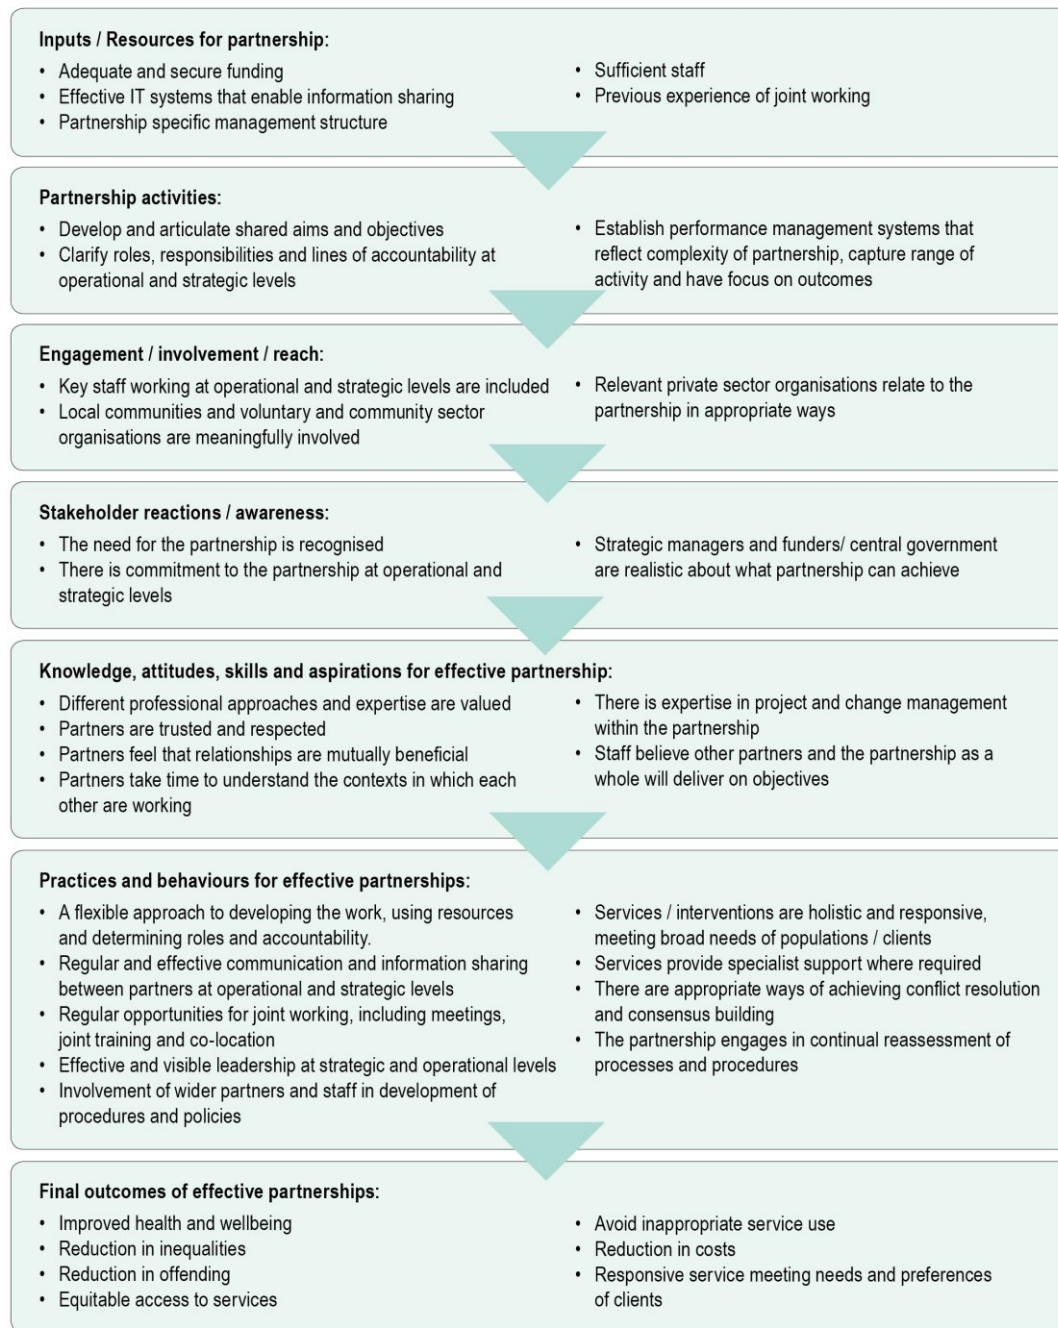 Inputs / Resources for partnership:
• Adequate and secure funding
• Effective IT systems that enable information sharing
• Partnership specific management structure
• Sufficient staff
• Previous experience of joint working
Partnership activities:
• Develop and articulate shared aims and objectives
• Clarify roles, responsibilities and lines of accountability at
operational and strategic levels
• Establish performance management systems that
reflect complexity of partnership, capture range of
activity and have focus on outcomes
Engagement / involvement / reach:
• Key staff working at operational and strategic levels are included
• Local communities and voluntary and community sector
organisations are meaningfully involved
• Relevant private sector organisations relate to the
partnership in appropriate ways
Stakeholder reactions / awareness:
• The need for the partnership is recognised
• There is commitment to the partnership at operational and
strategic levels
• Strategic managers and funders/ central government
are realistic about what partnership can achieve
Knowledge, attitudes, skills and aspirations for effective partnership:
• Different professional approaches and expertise are valued
• Partners are trusted and respected
• Partners feel that relationships are mutually beneficial
• Partners take time to understand the contexts in which each
other are working
• There is expertise in project and change management
within the partnership
• Staff believe other partners and the partnership as a
whole will deliver on objectives
Practices and behaviours for effective partnerships:
• A flexible approach to developing the work, using resources
and determining roles and accountability.
• Regular and effective communication and information sharing
between partners at operational and strategic levels
• Regular opportunities for joint working, including meetings,
joint training and co-location
• Effective and visible leadership at strategic and operational levels
• Involvement of wider partners and staff in development of
procedures and policies
• Services / interventions are holistic and responsive,
meeting broad needs of populations / clients
• Services provide specialist support where required
• There are appropriate ways of achieving conflict resolution
and consensus building
• The partnership engages in continual reassessment of
processes and procedures
Final outcomes of effective partnerships:
• Improved health and wellbeing
• Reduction in inequalities
• Reduction in offending
• Equitable access to services
• Avoid inappropriate service use
• Reduction in costs
• Responsive service meeting needs and preferences
of clients